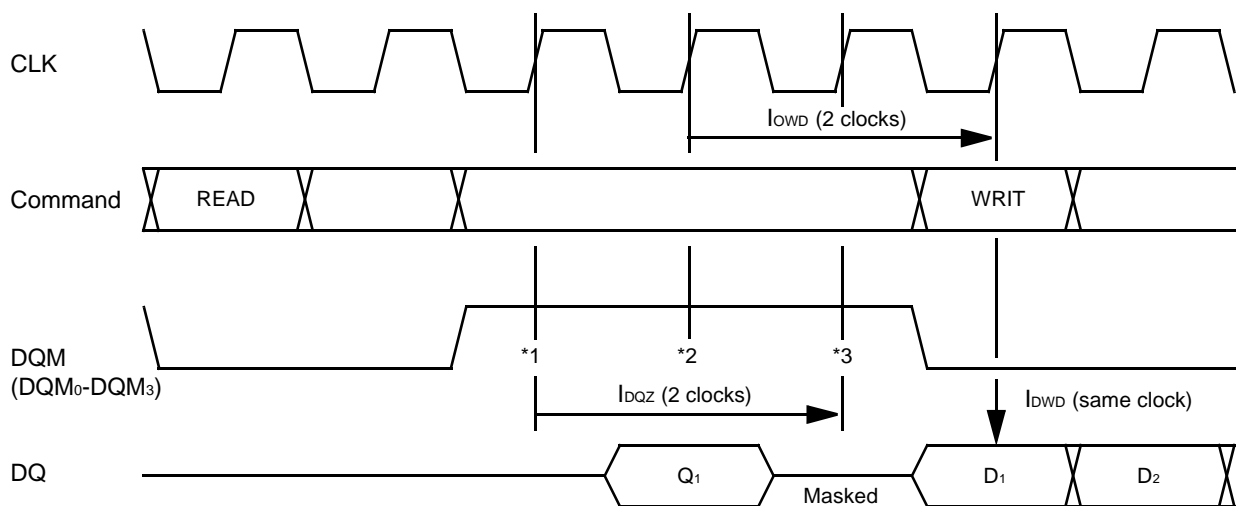 CLK
IOWD (2 clocks)
Command
READ
WRIT
DQM
(DQM0-DQM3)
*1
*2
*3
IDQZ (2 clocks)
IDWD (same clock)
DQ
Q1
Masked
D1
D2